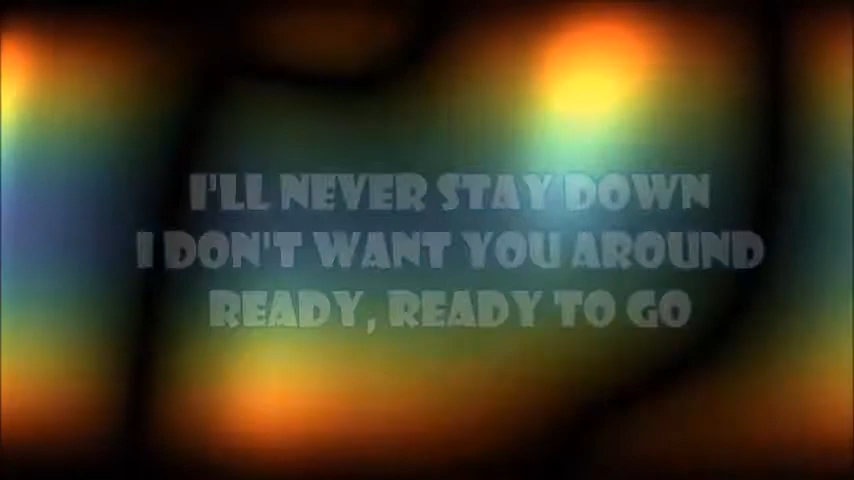 I'LL NEVER STAY DOWN
I DON'T WANT YOU AROUND
READY, READY TO GO